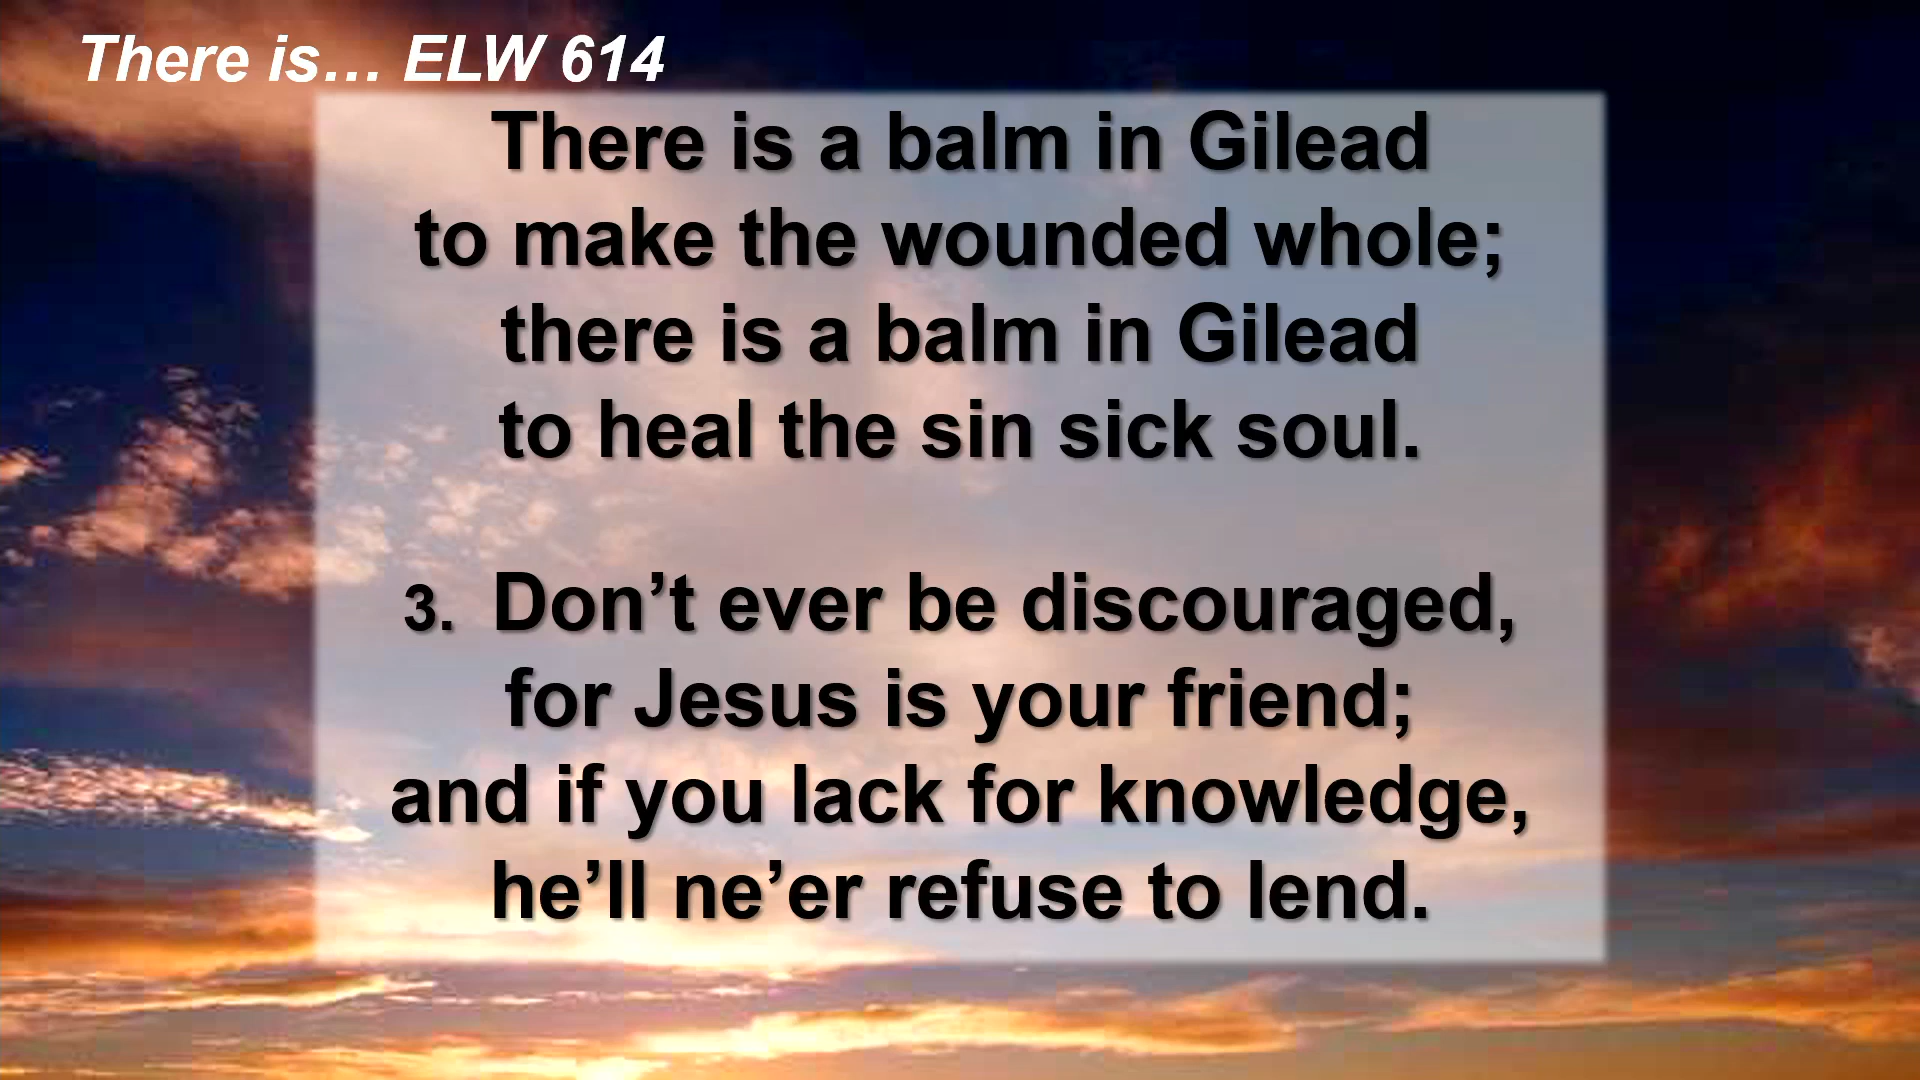 There is… ELW 614
There is a balm in Gilead
to make the wounded whole;
there is a balm in Gilead
to heal the sin sick soul.
3. Don’t ever be discouraged,
for Jesus is your friend;
and if you lack for knowledge,
he’ll ne’er refuse to lend.